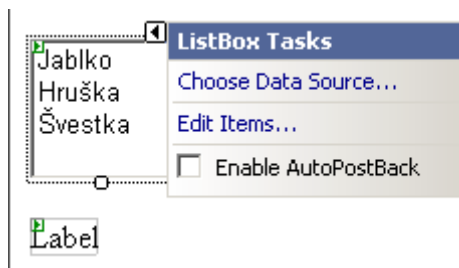 Jablko
Hruška
Švestka
ListBox Tasks
Choose Data Source...
Edit Items...
Enable AutoPostBack
Label